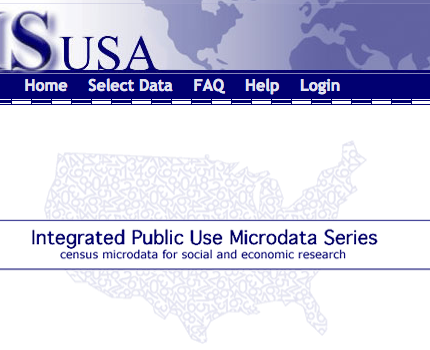 S USA
Home Select Data FAQ Help Login
Integrated Public Use Microdata Series
census microdata for social and economic research